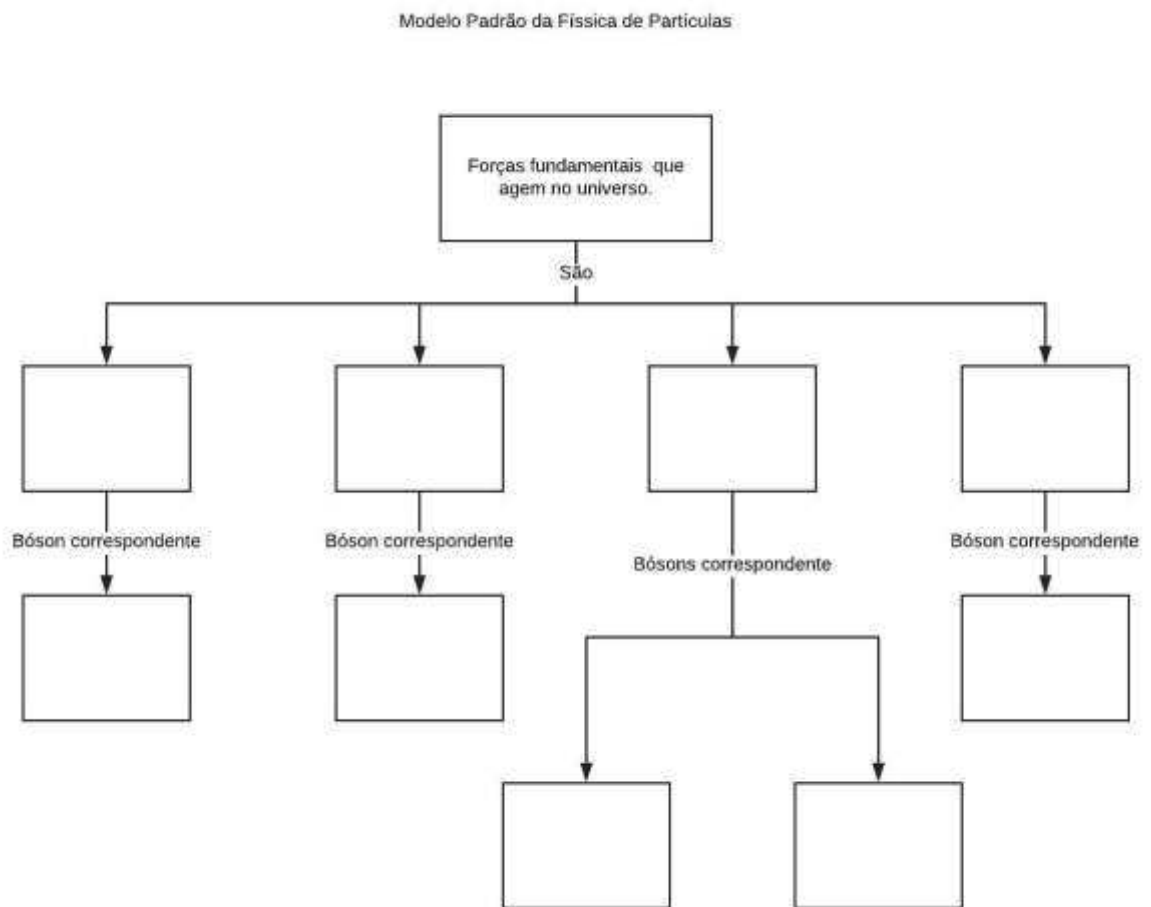 Modelo Padrão da Físsica de Partículas
Forças fundamentais que
agem no universo.
São
Bóson correspondente
Bóson correspondente
Bósons correspondente
Bóson correspondente